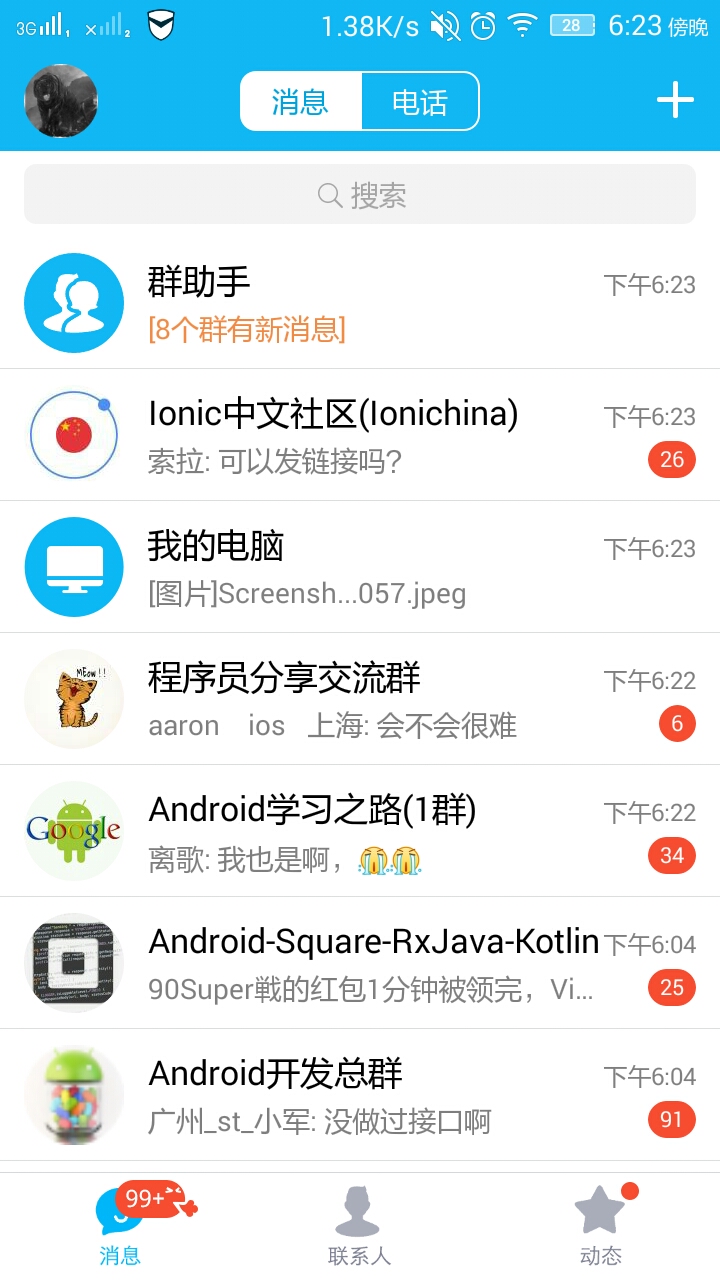 3G 1 x 2 1.38K/s 28 6:23 傍晚
消息 电话
搜索
群助手 下午6:23
[8个群有新消息]
Ionic中文社区(Ionichina) 下午6:23
索拉: 可以发链接吗? 26
我的电脑 下午6:23
[图片]Screensh...057.jpeg
MEow!!
程序员分享交流群 下午6:22
aaron ios 上海: 会不会很难 6
Google
Android学习之路(1群) 下午6:22
离歌: 我也是啊，😭😭 34
Android-Square-RxJava-Kotlin 下午6:04
90Super戦的红包1分钟被领完，Vi... 25
Android开发总群 下午6:04
广州_st_小军: 没做过接口啊 91
99+
消息 联系人 动态